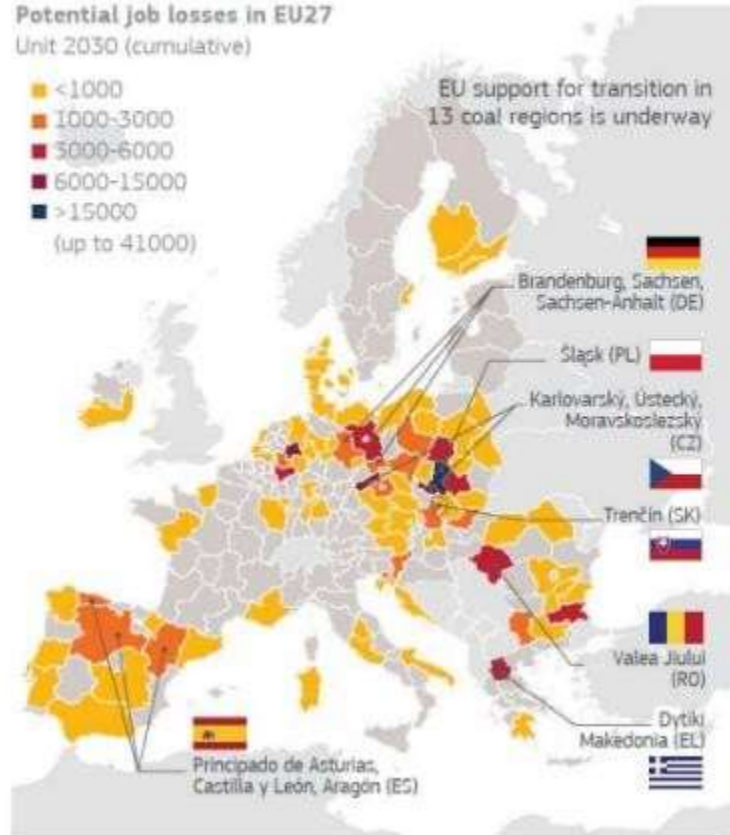 Potential job losses in EU27
Unit 2030 (cumulative)
<1000
1000-3000
3000-6000
6000-15000
>15000
(up to 41000)
EU support for transition in
13 coal regions is underway
Brandenburg, Sachsen,
Sachsen-Anhalt (DE)
Śląsk (PL)
Karlovarský, Ústecký,
Moravskoslezský
(CZ)
Trenčín (SK)
Valea Jiului
(RO)
Dytiki
Makedonia (EL)
Principado de Asturias,
Castilla y León, Aragón (ES)